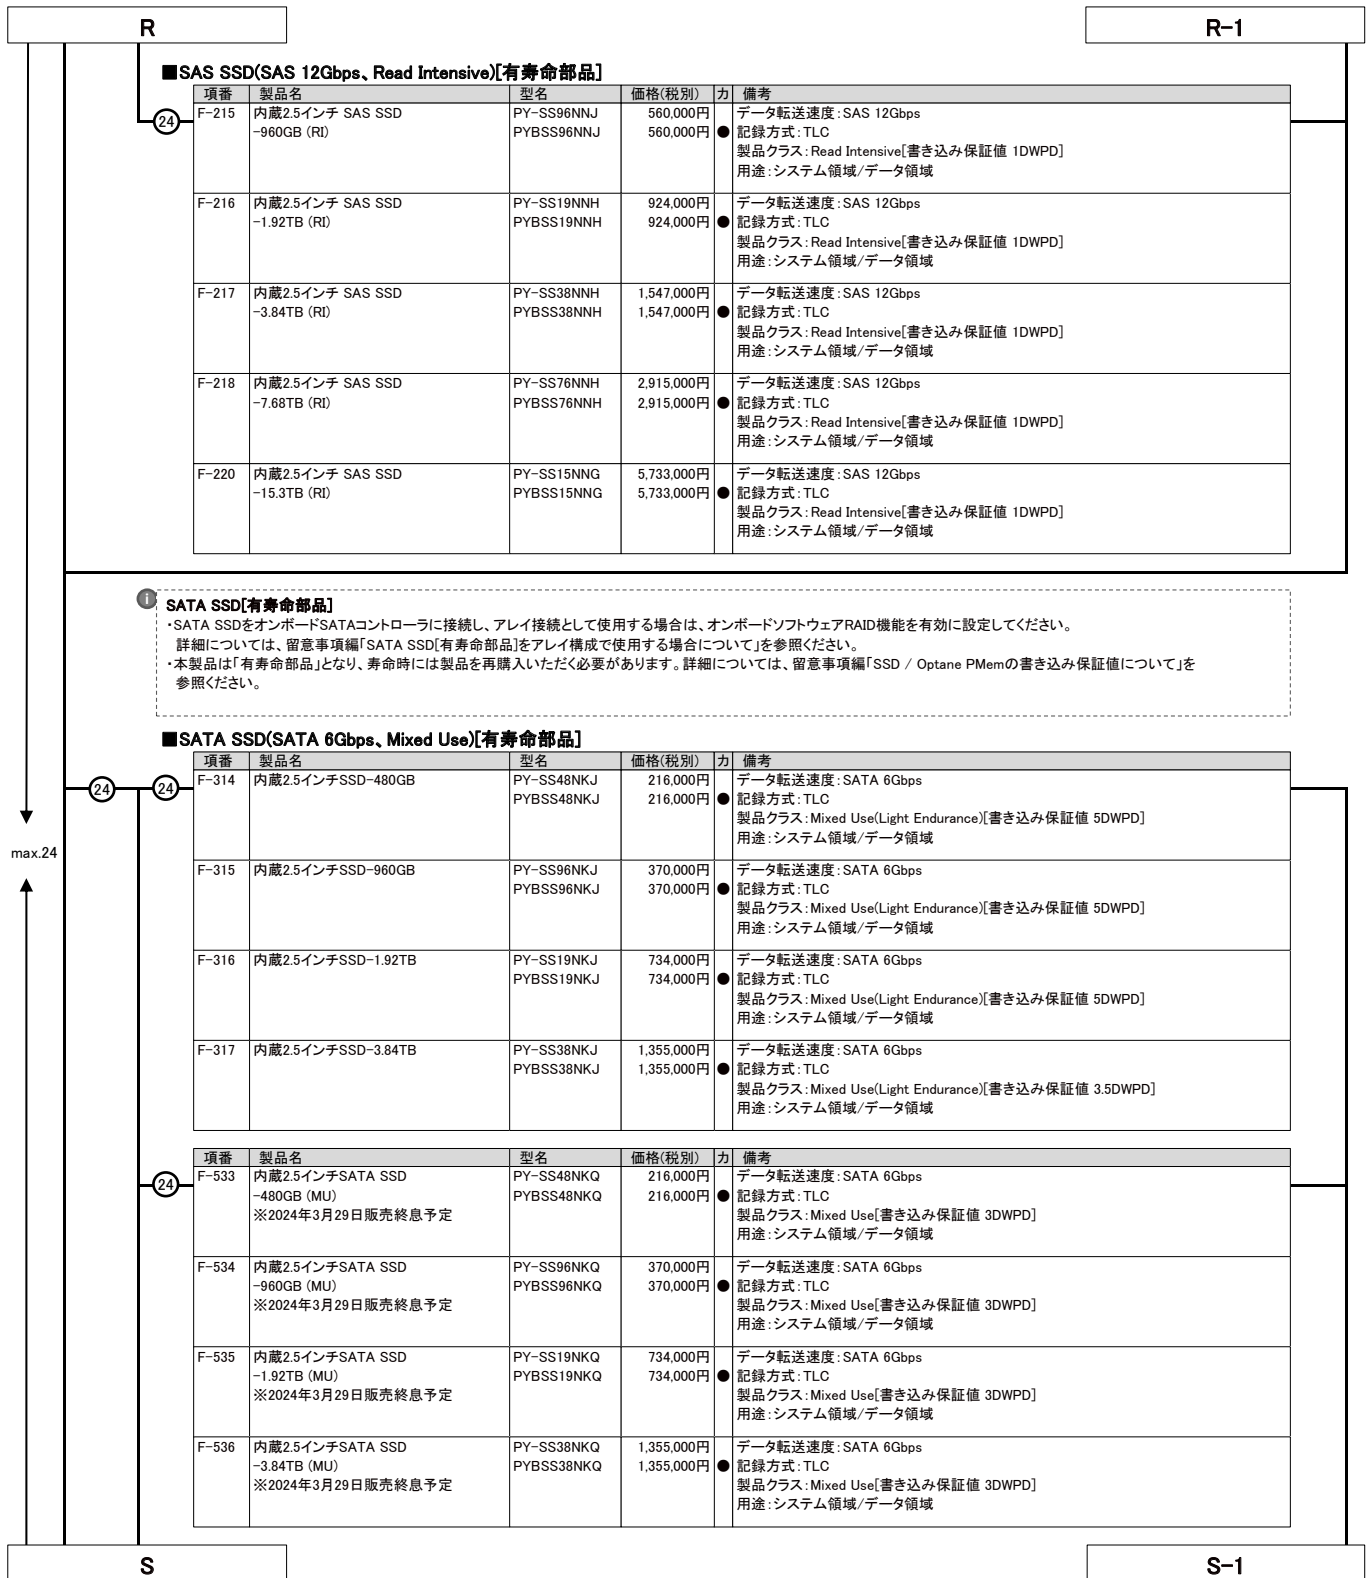 R
R-1
■SAS SSD(SAS 12Gbps、Read Intensive)[有寿命部品]
項番 製品名 型名 価格(税別) カ 備考
24
F-215 内蔵2.5インチ SAS SSD PY-SS96NNJ 560,000円 データ転送速度:SAS 12Gbps
-960GB (RI) PYBSS96NNJ 560,000円 ● 記録方式:TLC
製品クラス:Read Intensive[書き込み保証値 1DWPD]
用途:システム領域/データ領域
F-216 内蔵2.5インチ SAS SSD PY-SS19NNH 924,000円 データ転送速度:SAS 12Gbps
-1.92TB (RI) PYBSS19NNH 924,000円 ● 記録方式:TLC
製品クラス:Read Intensive[書き込み保証値 1DWPD]
用途:システム領域/データ領域
F-217 内蔵2.5インチ SAS SSD PY-SS38NNH 1,547,000円 データ転送速度:SAS 12Gbps
-3.84TB (RI) PYBSS38NNH 1,547,000円 ● 記録方式:TLC
製品クラス:Read Intensive[書き込み保証値 1DWPD]
用途:システム領域/データ領域
F-218 内蔵2.5インチ SAS SSD PY-SS76NNH 2,915,000円 データ転送速度:SAS 12Gbps
-7.68TB (RI) PYBSS76NNH 2,915,000円 ● 記録方式:TLC
製品クラス:Read Intensive[書き込み保証値 1DWPD]
用途:システム領域/データ領域
F-220 内蔵2.5インチ SAS SSD PY-SS15NNG 5,733,000円 データ転送速度:SAS 12Gbps
-15.3TB (RI) PYBSS15NNG 5,733,000円 ● 記録方式:TLC
製品クラス:Read Intensive[書き込み保証値 1DWPD]
用途:システム領域/データ領域
i SATA SSD[有寿命部品]
・SATA SSDをオンボードSATAコントローラに接続し、アレイ接続として使用する場合は、オンボードソフトウェアRAID機能を有効に設定してください。
詳細については、留意事項編「SATA SSD[有寿命部品]をアレイ構成で使用する場合について」を参照ください。
・本製品は「有寿命部品」となり、寿命時には製品を再購入いただく必要があります。詳細については、留意事項編「SSD / Optane PMemの書き込み保証値について」を
参照ください。
■SATA SSD(SATA 6Gbps、Mixed Use)[有寿命部品]
項番 製品名 型名 価格(税別) カ 備考
24 24
F-314 内蔵2.5インチSSD-480GB PY-SS48NKJ 216,000円 データ転送速度:SATA 6Gbps
PYBSS48NKJ 216,000円 ● 記録方式:TLC
製品クラス:Mixed Use(Light Endurance)[書き込み保証値 5DWPD]
用途:システム領域/データ領域
max.24
F-315 内蔵2.5インチSSD-960GB PY-SS96NKJ 370,000円 データ転送速度:SATA 6Gbps
PYBSS96NKJ 370,000円 ● 記録方式:TLC
製品クラス:Mixed Use(Light Endurance)[書き込み保証値 5DWPD]
用途:システム領域/データ領域
F-316 内蔵2.5インチSSD-1.92TB PY-SS19NKJ 734,000円 データ転送速度:SATA 6Gbps
PYBSS19NKJ 734,000円 ● 記録方式:TLC
製品クラス:Mixed Use(Light Endurance)[書き込み保証値 5DWPD]
用途:システム領域/データ領域
F-317 内蔵2.5インチSSD-3.84TB PY-SS38NKJ 1,355,000円 データ転送速度:SATA 6Gbps
PYBSS38NKJ 1,355,000円 ● 記録方式:TLC
製品クラス:Mixed Use(Light Endurance)[書き込み保証値 3.5DWPD]
用途:システム領域/データ領域
項番 製品名 型名 価格(税別) カ 備考
24
F-533 内蔵2.5インチSATA SSD PY-SS48NKQ 216,000円 データ転送速度:SATA 6Gbps
-480GB (MU) PYBSS48NKQ 216,000円 ● 記録方式:TLC
※2024年3月29日販売終息予定 製品クラス:Mixed Use[書き込み保証値 3DWPD]
用途:システム領域/データ領域
F-534 内蔵2.5インチSATA SSD PY-SS96NKQ 370,000円 データ転送速度:SATA 6Gbps
-960GB (MU) PYBSS96NKQ 370,000円 ● 記録方式:TLC
※2024年3月29日販売終息予定 製品クラス:Mixed Use[書き込み保証値 3DWPD]
用途:システム領域/データ領域
F-535 内蔵2.5インチSATA SSD PY-SS19NKQ 734,000円 データ転送速度:SATA 6Gbps
-1.92TB (MU) PYBSS19NKQ 734,000円 ● 記録方式:TLC
※2024年3月29日販売終息予定 製品クラス:Mixed Use[書き込み保証値 3DWPD]
用途:システム領域/データ領域
F-536 内蔵2.5インチSATA SSD PY-SS38NKQ 1,355,000円 データ転送速度:SATA 6Gbps
-3.84TB (MU) PYBSS38NKQ 1,355,000円 ● 記録方式:TLC
※2024年3月29日販売終息予定 製品クラス:Mixed Use[書き込み保証値 3DWPD]
用途:システム領域/データ領域
S
S-1